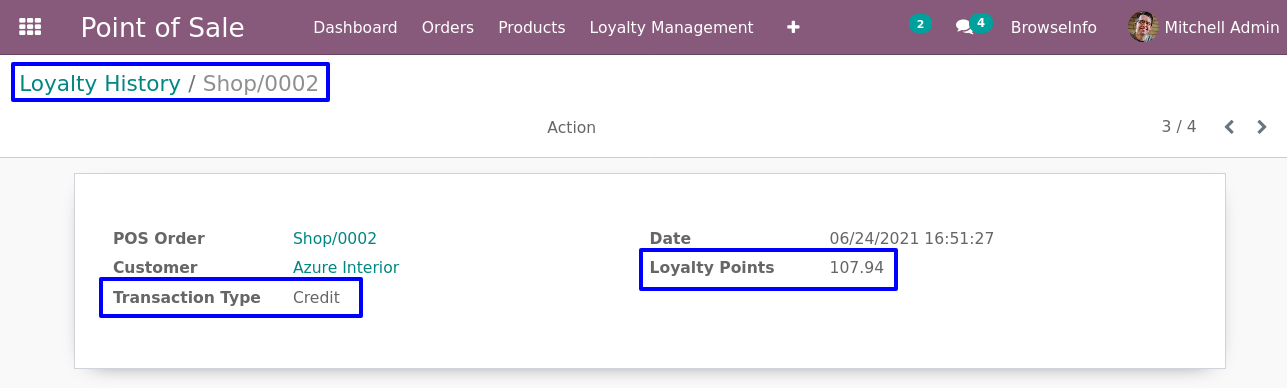 Point of Sale Dashboard Orders Products Loyalty Management 2 4 BrowseInfo Mitchell Admin
Loyalty History / Shop/0002
Action 3 / 4
POS Order Shop/0002 Date 06/24/2021 16:51:27
Customer Azure Interior Loyalty Points 107.94
Transaction Type Credit